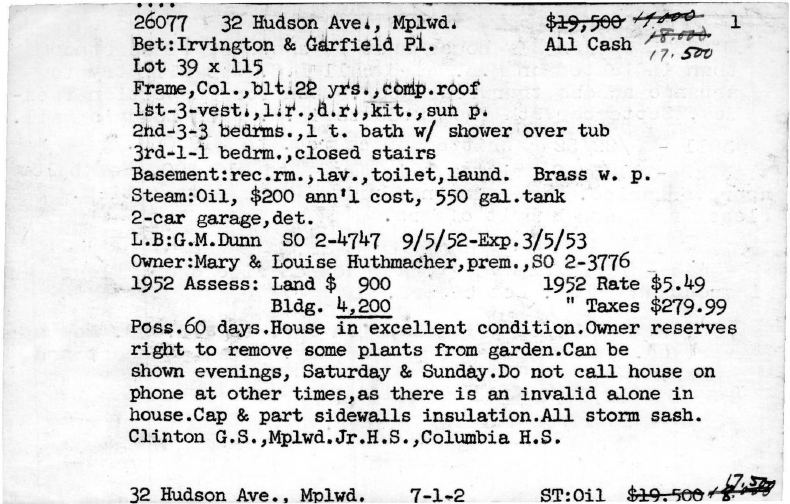 26077 32 Hudson Ave., Mplwd. $19,500 19,000 1
Bet:Irvington & Garfield Pl. All Cash 18.000
17.500
Lot 39 x 115
Frame,Col.,blt.22 yrs.,comp.roof
1st-3-vest.,l.r.,d.r.,kit.,sun p.
2nd-3-3 bedrms.,1 t. bath w/ shower over tub
3rd-1-1 bedrm.,closed stairs
Basement:rec.rm.,lav.,toilet,laund. Brass w. p.
Steam:Oil, $200 ann'l cost, 550 gal.tank
2-car garage,det.
L.B:G.M.Dunn SO 2-4747 9/5/52-Exp.3/5/53
Owner:Mary & Louise Huthmacher,prem.,SO 2-3776
1952 Assess: Land $ 900 1952 Rate $5.49
Bldg. 4,200 " Taxes $279.99
Poss.60 days.House in excellent condition.Owner reserves
right to remove some plants from garden.Can be
shown evenings, Saturday & Sunday.Do not call house on
phone at other times,as there is an invalid alone in
house.Cap & part sidewalls insulation.All storm sash.
Clinton G.S.,Mplwd.Jr.H.S.,Columbia H.S.
17.500
32 Hudson Ave., Mplwd. 7-1-2 ST:Oil $19,500